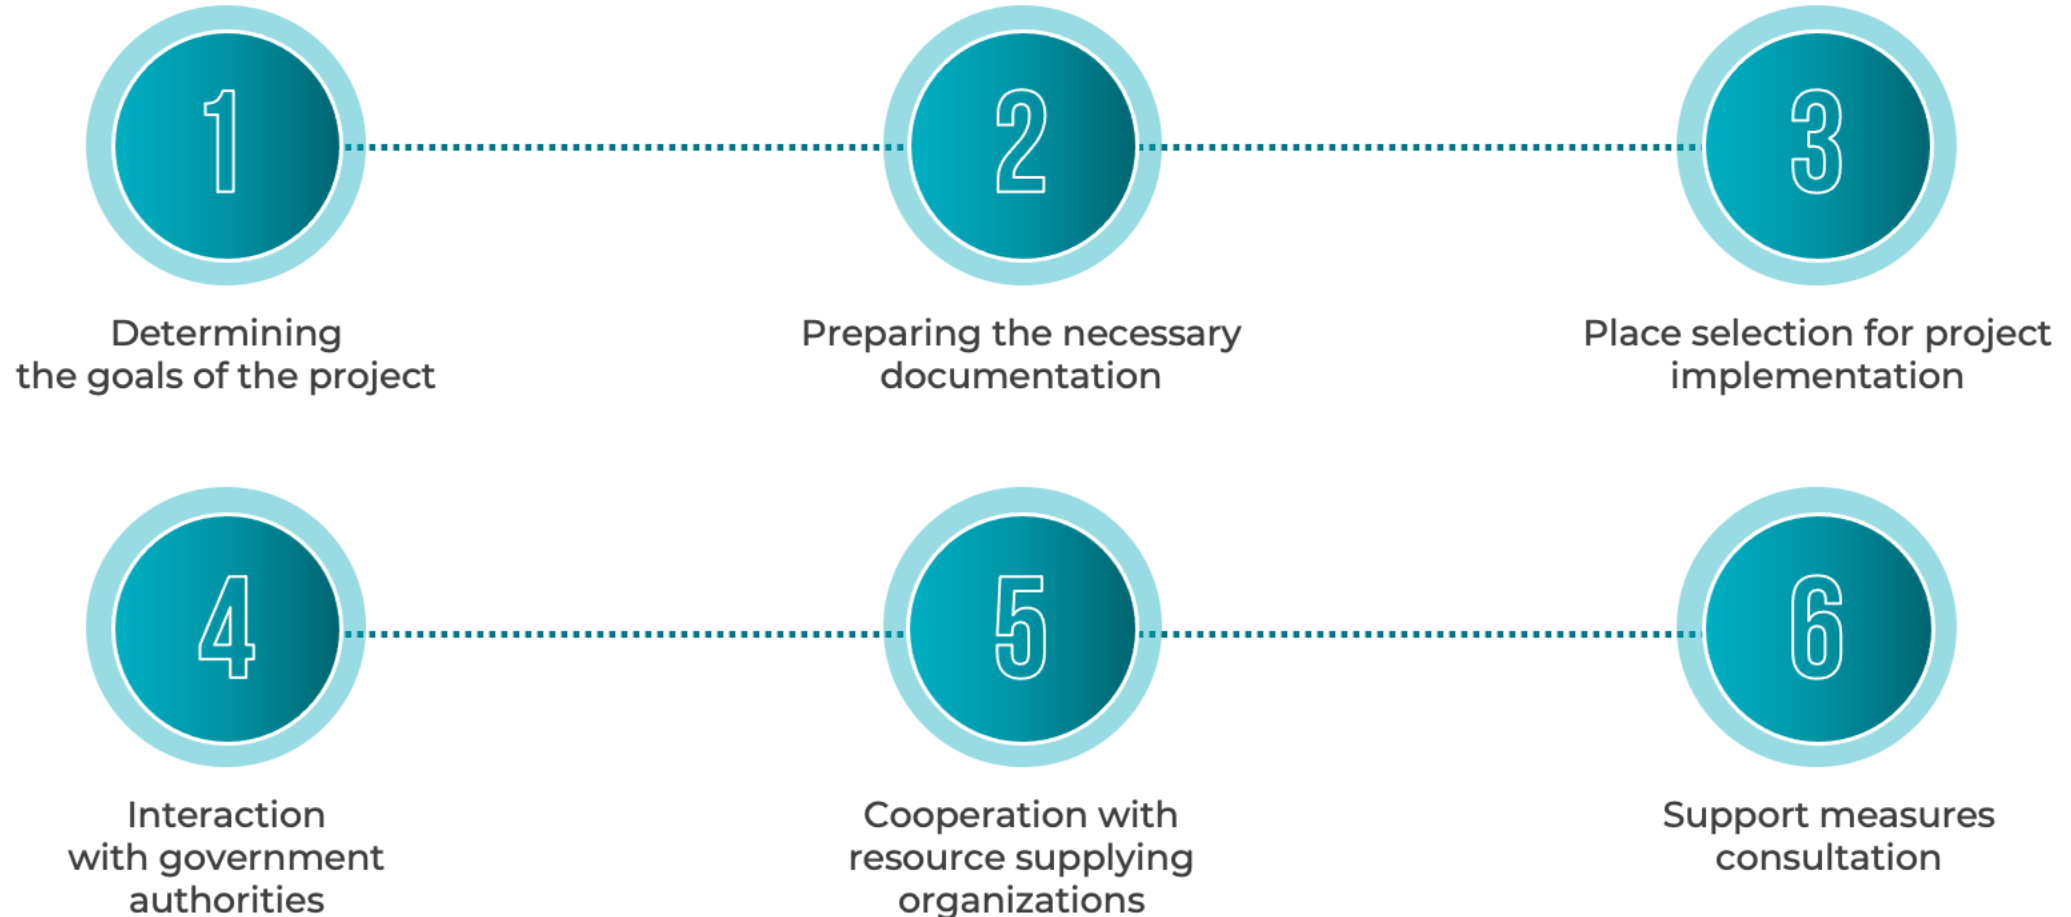 1
2
3
Determining
the goals of the project
Preparing the necessary
documentation
Place selection for project
implementation
4
5
6
Interaction
with government
authorities
Cooperation with
resource supplying
organizations
Support measures
consultation